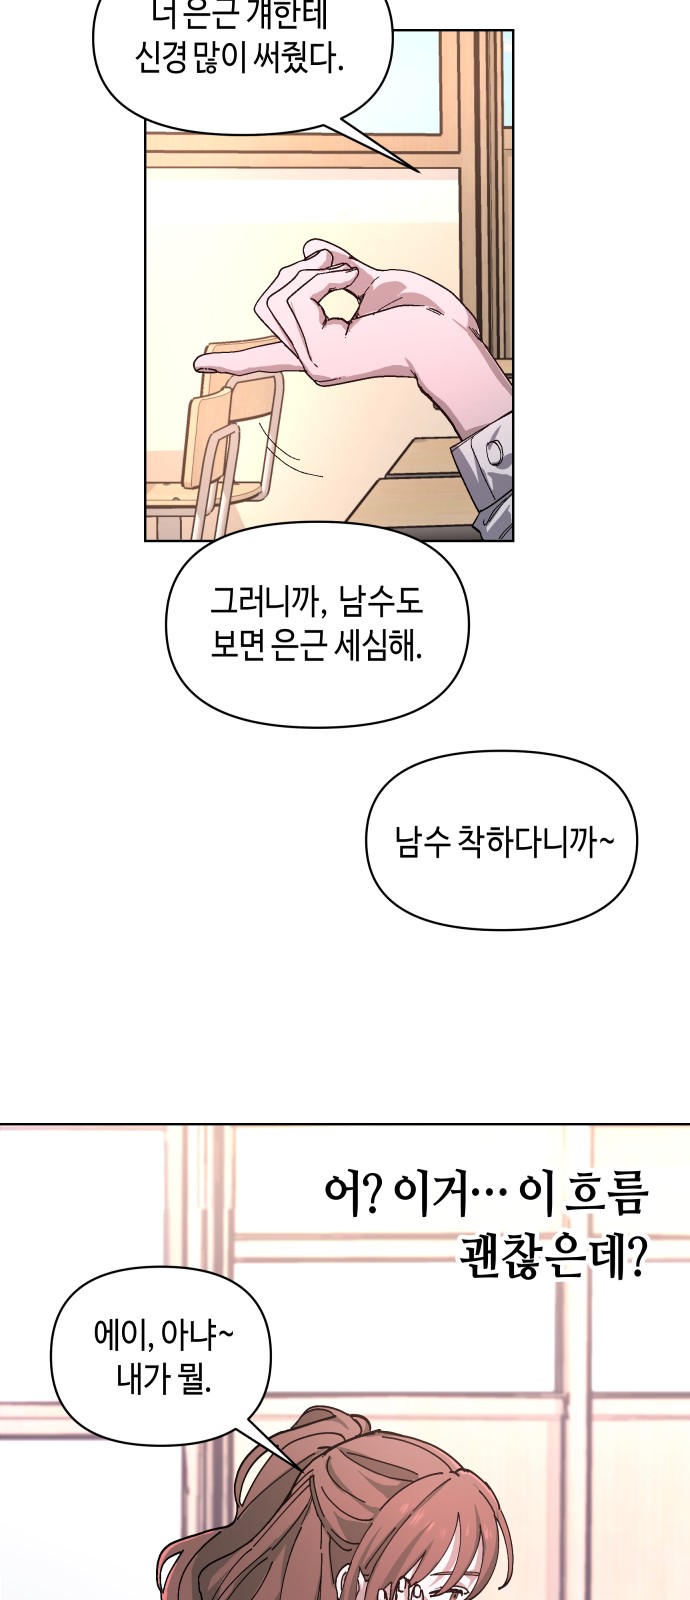 너 은근 걔한테
신경 많이 써줬다.
그러니까, 남수도
보면 은근 세심해.
남수 착하다니까~
어? 이거… 이 흐름
괜찮은데?
에이, 아냐~
내가 뭘.